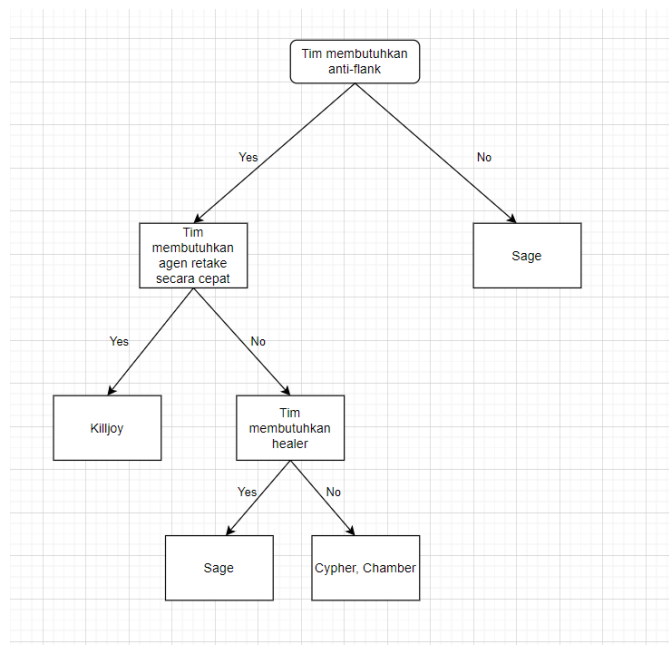 Tim membutuhkan
anti-flank
Yes
No
Tim
membutuhkan
agen retake
secara cepat
Sage
Yes
No
Killjoy
Tim
membutuhkan
healer
Yes
No
Sage
Cypher, Chamber